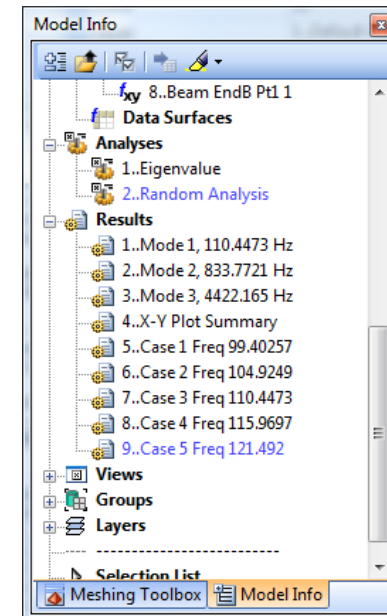 Model Info
xy 8..Beam EndB Pt1 1
Data Surfaces
Analyses
1..Eigenvalue
2..Random Analysis
Results
1..Mode 1, 110.4473 Hz
2..Mode 2, 833.7721 Hz
3..Mode 3, 4422.165 Hz
4..X-Y Plot Summary
5..Case 1 Freq 99.40257
6..Case 2 Freq 104.9249
7..Case 3 Freq 110.4473
8..Case 4 Freq 115.9697
9..Case 5 Freq 121.492
Views
Groups
Layers
--------------------------
Selection List
Meshing Toolbox Model Info